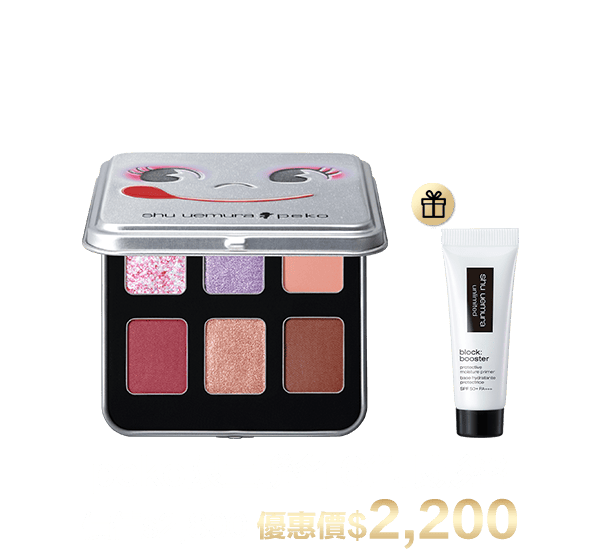 shu uemura peko
shu uemura
unlimited
block:
booster
protective
moisture primer
base hydratante
protectrice
SPF 50+ PA+++
優惠價$2,200